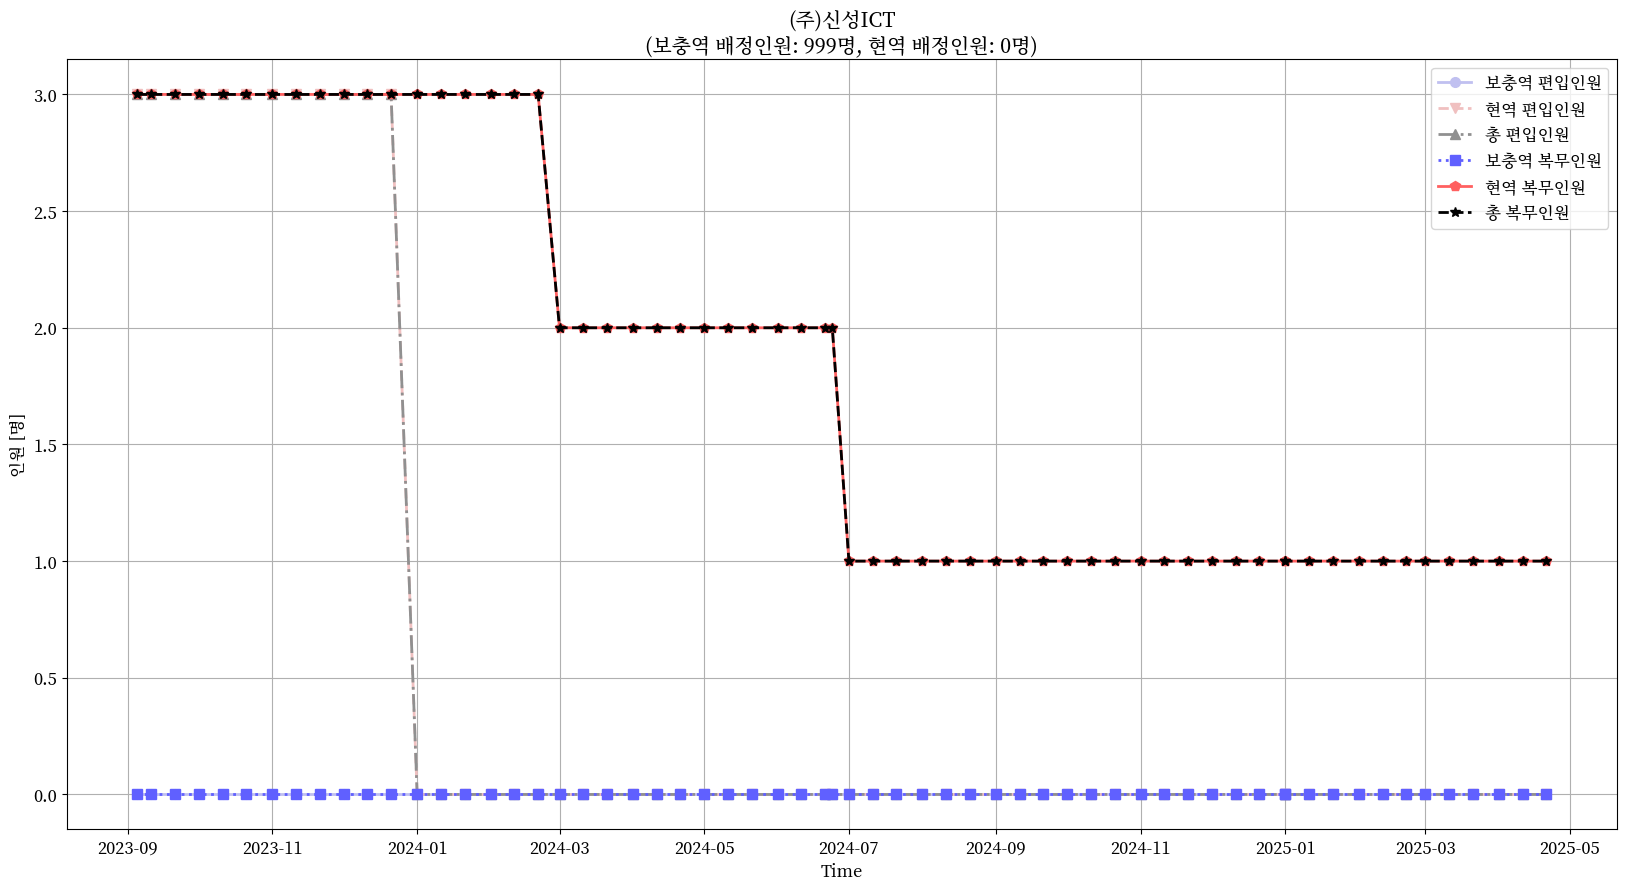 (주)신성ICT
(보충역 배정인원: 999명, 현역 배정인원: 0명)
보충역 편입인원
현역 편입인원
총 편입인원
보충역 복무인원
현역 복무인원
총 복무인원
인원 [명]
3.0
2.5
2.0
1.5
1.0
0.5
0.0
2023-09 2023-11 2024-01 2024-03 2024-05 2024-07 2024-09 2024-11 2025-01 2025-03 2025-05
Time